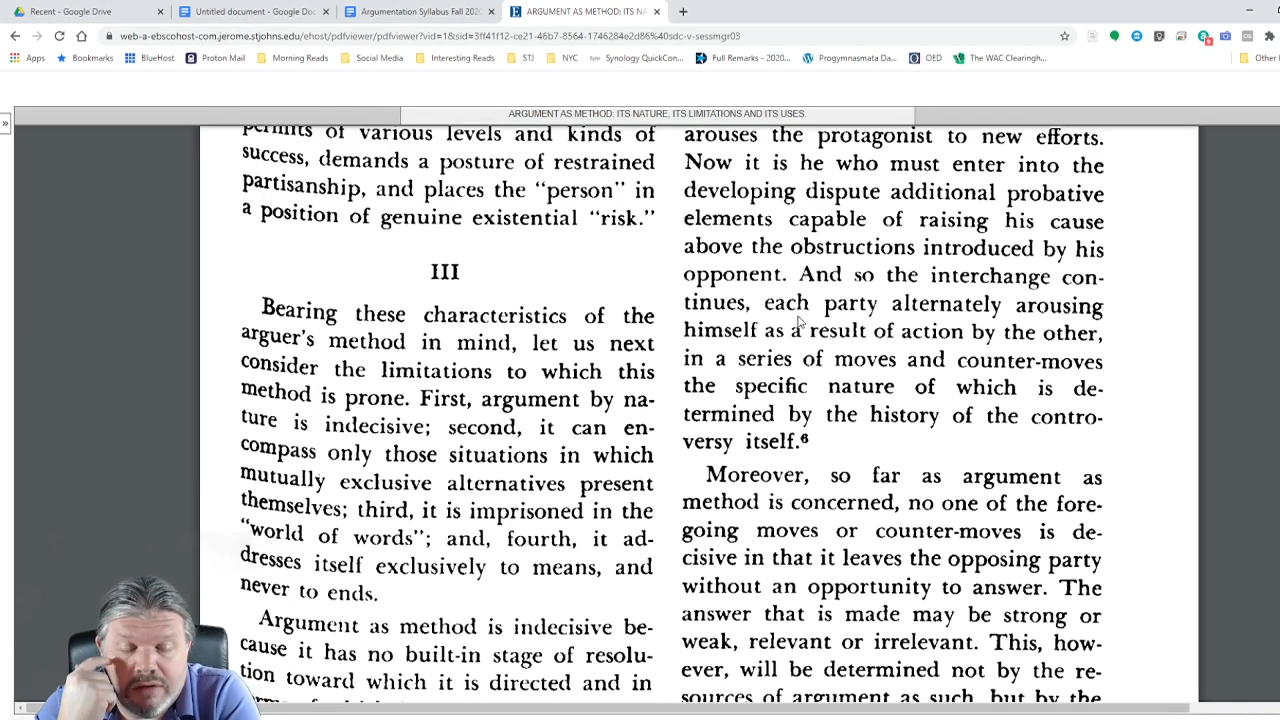 Recent - Google Drive
Untitled document - Google Doc
Argumentation Syllabus Fall 202
ARGUMENT AS METHOD: ITS N
web-a-ebscohost-com.jerome.stjohns.edu/ehost/pdfviewer/pdfviewer?vid=1&sid=3ff41f12-ce21-46b7-8564-1746284e2d86%40sdc-v-sessmgr03
Apps Bookmarks BlueHost Proton Mail Morning Reads Social Media Interesting Reads STJ NYC Synology QuickCon... Full Remarks - 2020... Progymnasmata Da... OED The WAC Clearingh... Other
ARGUMENT AS METHOD: ITS NATURE, ITS LIMITATIONS AND ITS USES.
permits of various levels and kinds of
success, demands a posture of restrained
partisanship, and places the “person” in
a position of genuine existential “risk.”
III
Bearing these characteristics of the
arguer's method in mind, let us next
consider the limitations to which this
method is prone. First, argument by na-
ture is indecisive; second, it can en-
compass only those situations in which
mutually exclusive alternatives present
themselves; third, it is imprisoned in the
“world of words”; and, fourth, it ad-
dresses itself exclusively to means, and
never to ends.
Argument as method is indecisive be-
cause it has no built-in stage of resolu-
tion toward which it is directed and in
arouses the protagonist to new efforts.
Now it is he who must enter into the
developing dispute additional probative
elements capable of raising his cause
above the obstructions introduced by his
opponent. And so the interchange con-
tinues, each party alternately arousing
himself as a result of action by the other,
in a series of moves and counter-moves
the specific nature of which is de-
termined by the history of the contro-
versy itself.⁶
Moreover, so far as argument as
method is concerned, no one of the fore-
going moves or counter-moves is de-
cisive in that it leaves the opposing party
without an opportunity to answer. The
answer that is made may be strong or
weak, relevant or irrelevant. This, how-
ever, will be determined not by the re-
sources of argument as such, but by the